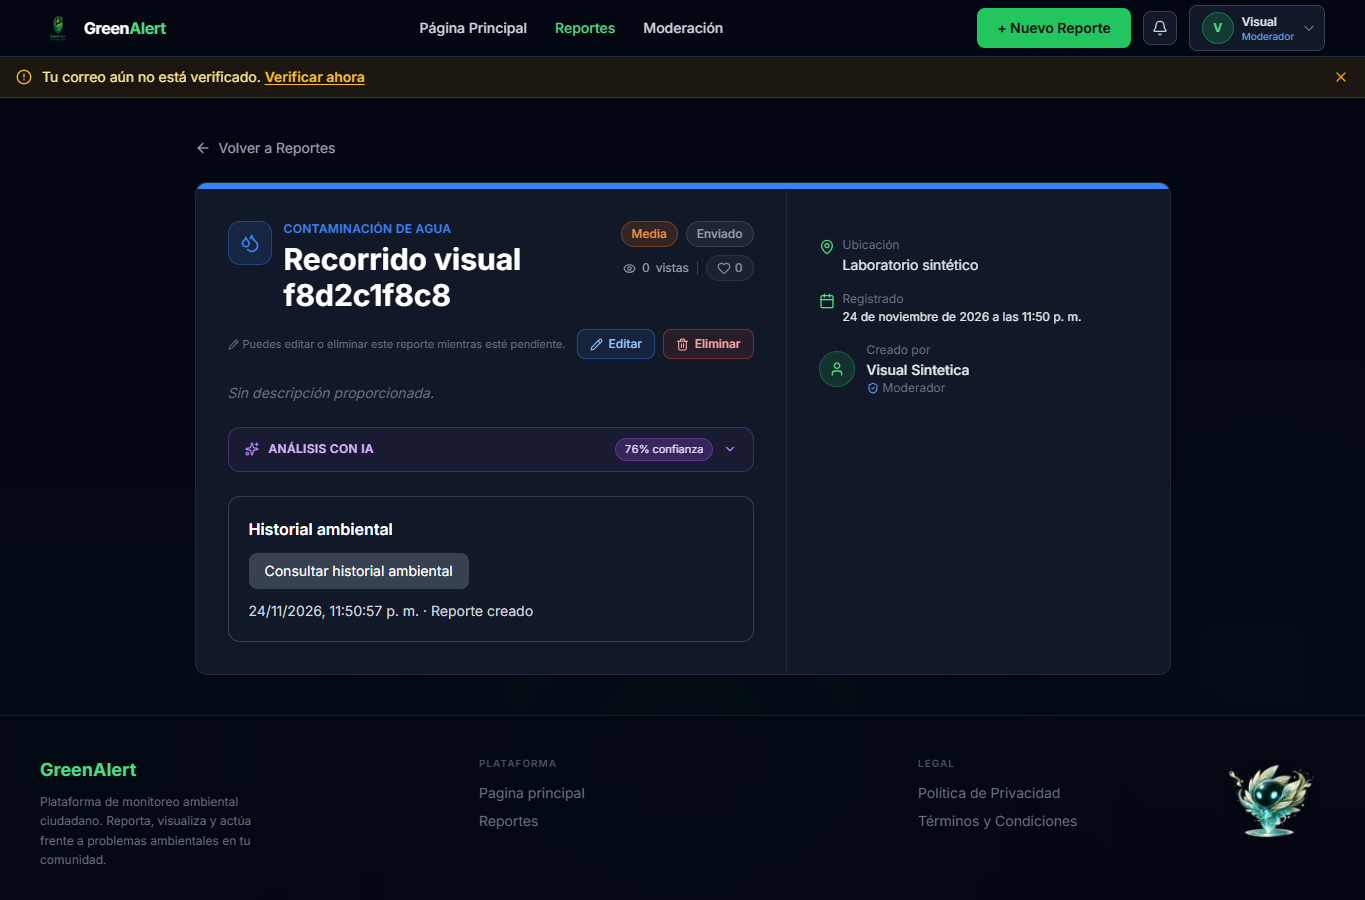 GreenAlert
Página Principal
Reportes
Moderación
+ Nuevo Reporte
V
Visual
Moderador
Tu correo aún no está verificado. Verificar ahora
Volver a Reportes
CONTAMINACIÓN DE AGUA
Recorrido visual
f8d2c1f8c8
Media
Enviado
0 vistas
0
Puedes editar o eliminar este reporte mientras esté pendiente.
Editar
Eliminar
Sin descripción proporcionada.
ANÁLISIS CON IA
76% confianza
Historial ambiental
Consultar historial ambiental
24/11/2026, 11:50:57 p. m. · Reporte creado
Ubicación
Laboratorio sintético
Registrado
24 de noviembre de 2026 a las 11:50 p. m.
Creado por
Visual Sintetica
Moderador
GreenAlert
Plataforma de monitoreo ambiental
ciudadano. Reporta, visualiza y actúa
frente a problemas ambientales en tu
comunidad.
PLATAFORMA
Pagina principal
Reportes
LEGAL
Política de Privacidad
Términos y Condiciones